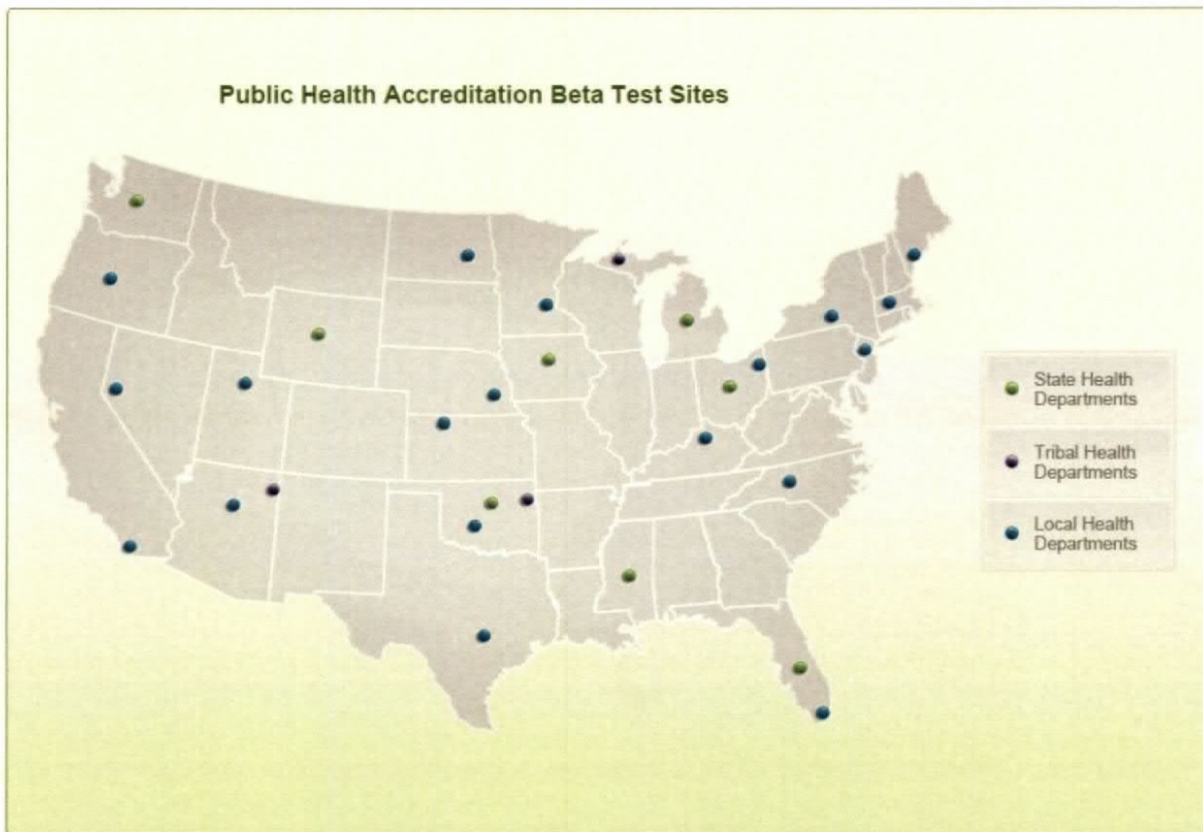 Public Health Accreditation Beta Test Sites
State Health
Departments
Tribal Health
Departments
Local Health
Departments